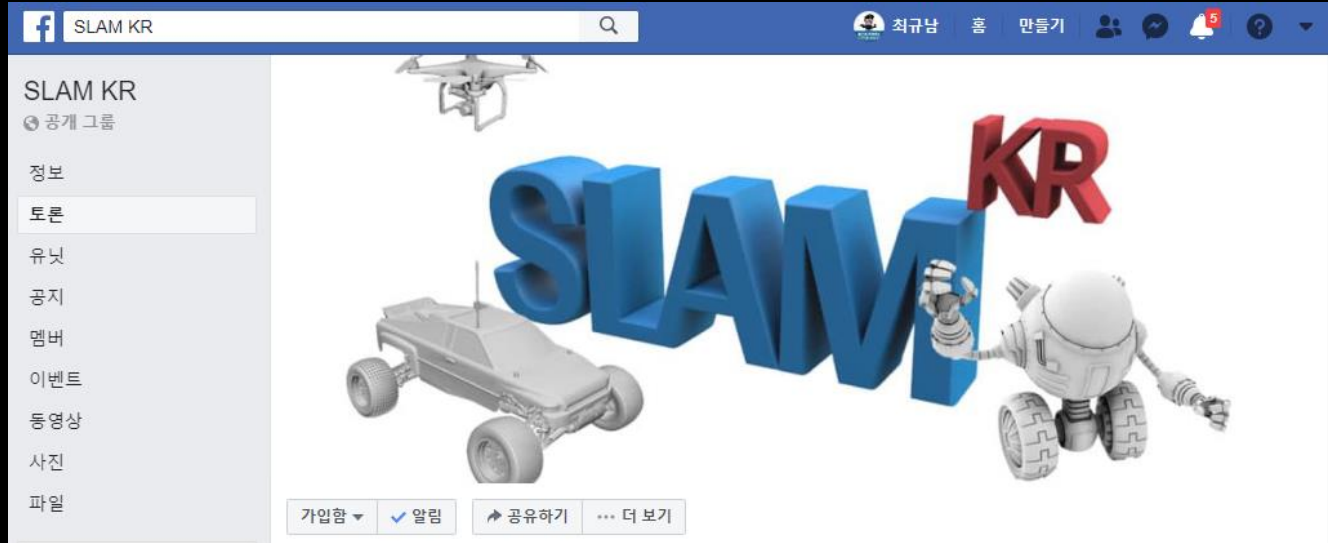 SLAM KR
최규남 홈 만들기
5
SLAM KR
공개 그룹
정보
토론
유닛
공지
멤버
이벤트
동영상
사진
파일
SLAM KR
가입함 알림 공유하기 ... 더 보기